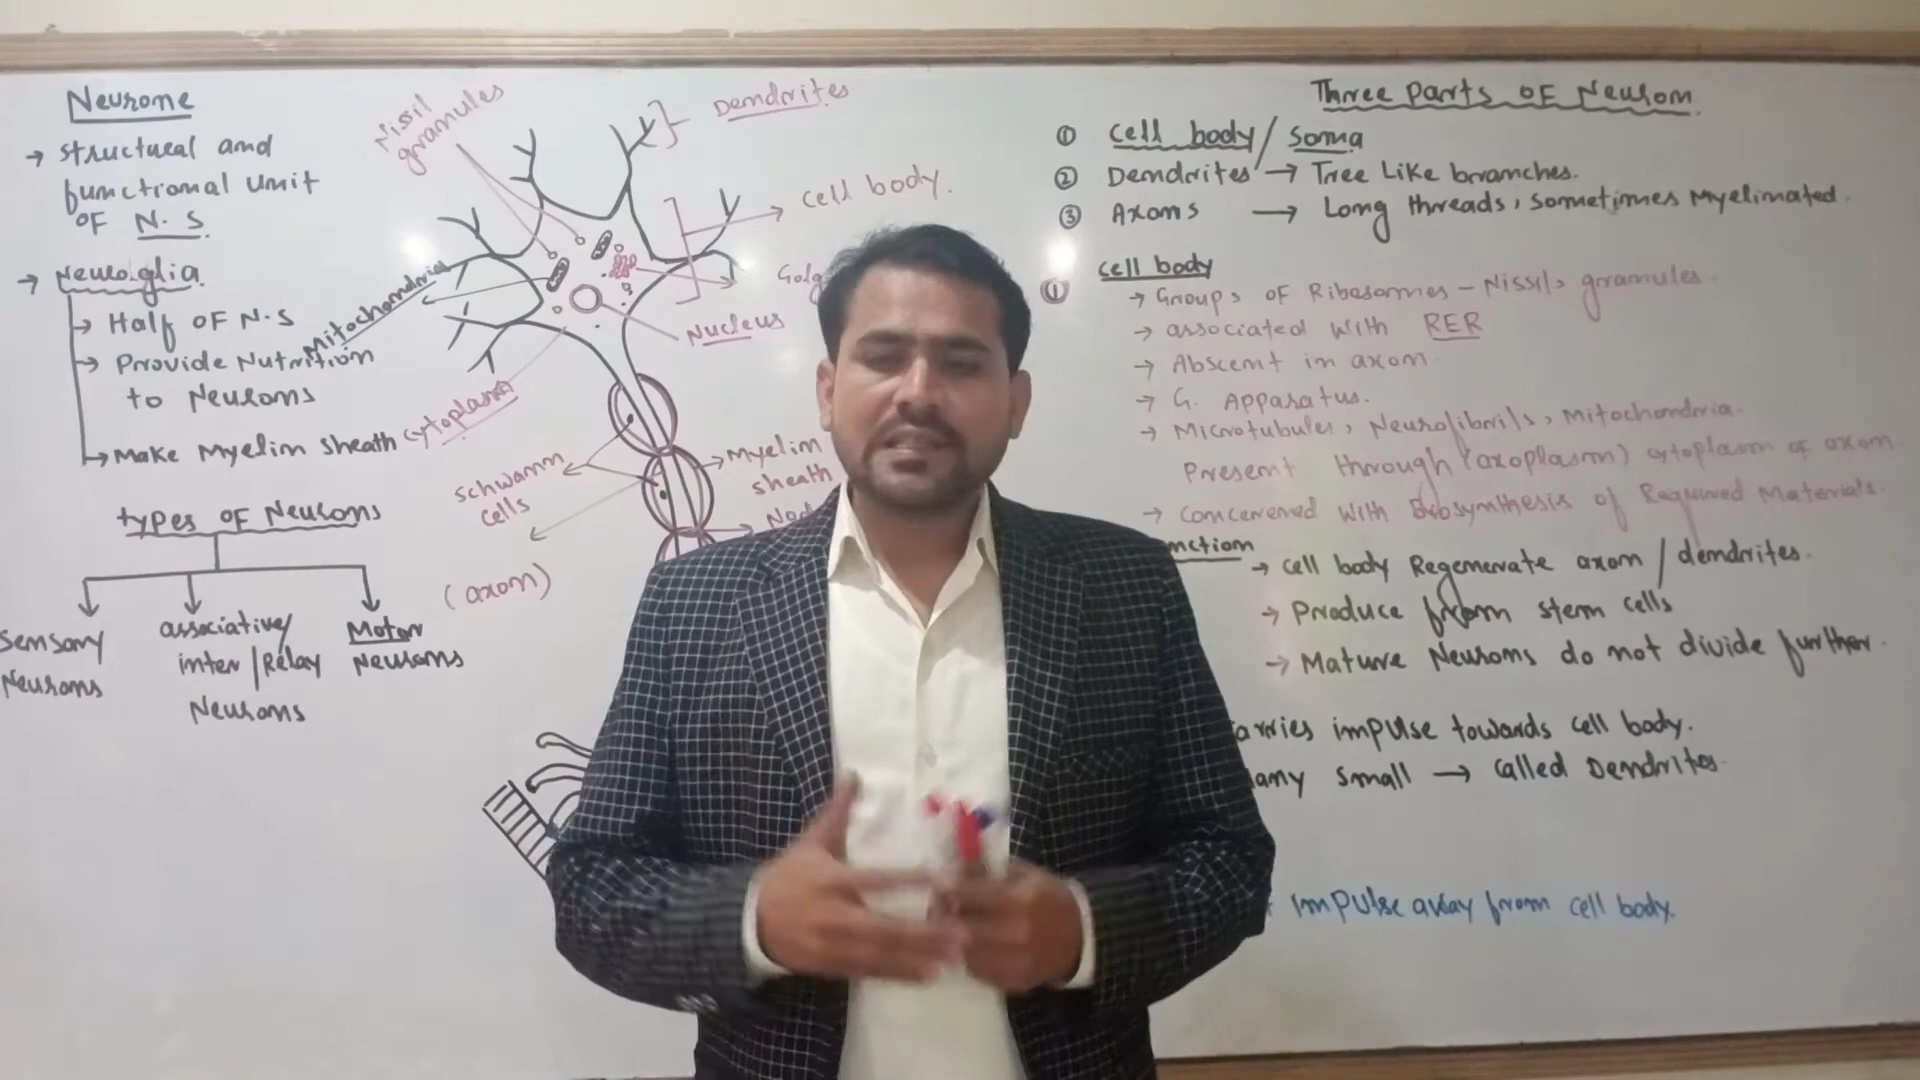 Neurone
→ structural and
functional unit
OF N.S
→ Neuroglia
→ Half OF N.S
→ Provide Nutrition
to Neurons
→ Make Myelin sheath
types OF Neurons
Sensory
Neurons
associative/
inter/Relay
Neurons
Motor
Neurons
Nissil
granules
Dendrites
Cell body.
Mitochondria
Nucleus
Cytoplasm
Schwann
cells
Myelin
sheath
(axon)
Three parts OF Neuron
① Cell body/Soma
② Dendrites → Tree Like branches.
③ Axons → Long threads, sometimes Myelinated.
① Cell body
→ Groups OF Ribosomes - Nissil's granules.
→ associated with RER
→ Abscent in axon.
→ G. Apparatus.
→ Microtubules, Neurofibrils, Mitochondria.
Present through (axoplasm) cytoplasm of axon.
→ concerened with Biosynthesis of Required Materials.
→ cell body Regenerate axon/dendrites.
→ Produce from stem cells
→ Mature Neurons do not divide further.
impulse towards cell body.
small → called Dendrites.
impulse away from cell body.